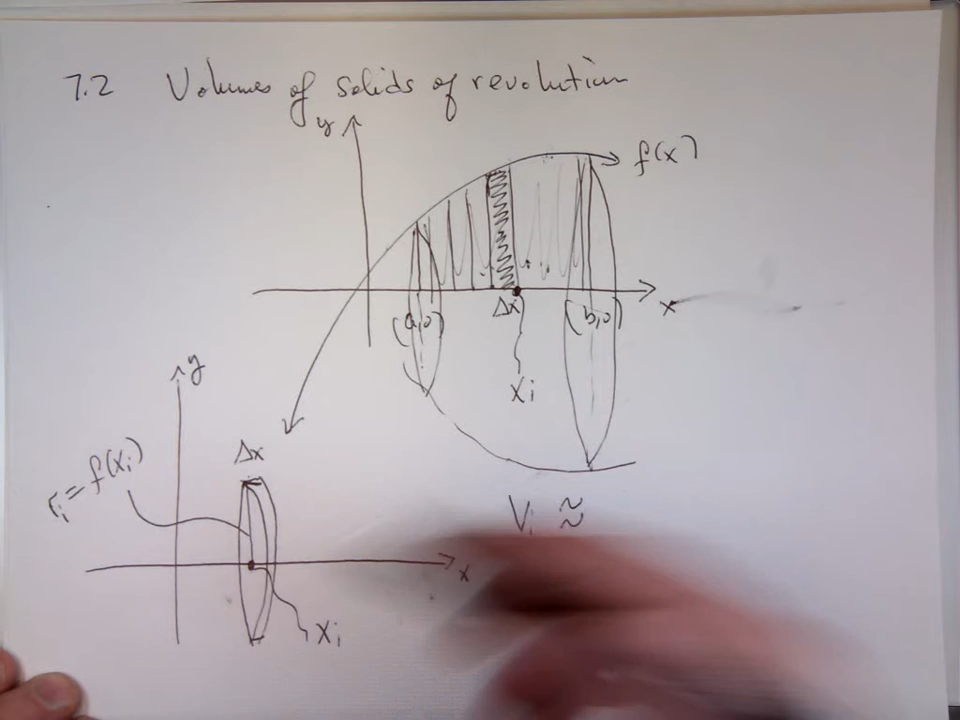 7.2 Volumes of solids of revolution
y
f(x)
x
Δx
(a,0)
(b,0)
xi
y
Δx
ri = f(xi)
Vi ≈
x
xi